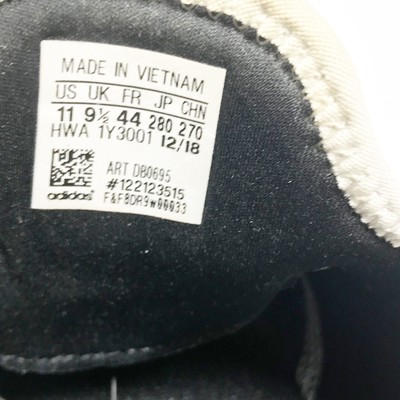 MADE IN VIETNAM
US UK FR JP CHN
11 9½ 44 280 270
HWA 1Y3001 12/18
ART DB0695
#122123515
adidas F&F8DR9W00033